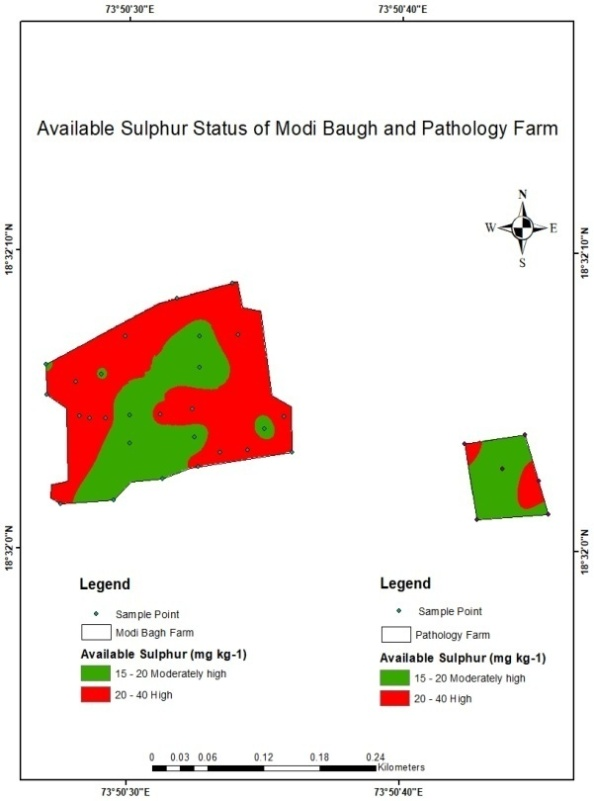 73°50'30"E 73°50'40"E
Available Sulphur Status of Modi Baugh and Pathology Farm
N
W E
S
18°32'10"N 18°32'10"N
18°32'0"N 18°32'0"N
Legend
Sample Point
Modi Bagh Farm
Available Sulphur (mg kg-1)
15 - 20 Moderately high
20 - 40 High
Legend
Sample Point
Pathology Farm
Available Sulphur (mg kg-1)
15 - 20 Moderately high
20 - 40 High
0 0.03 0.06 0.12 0.18 0.24
Kilometers
73°50'30"E 73°50'40"E